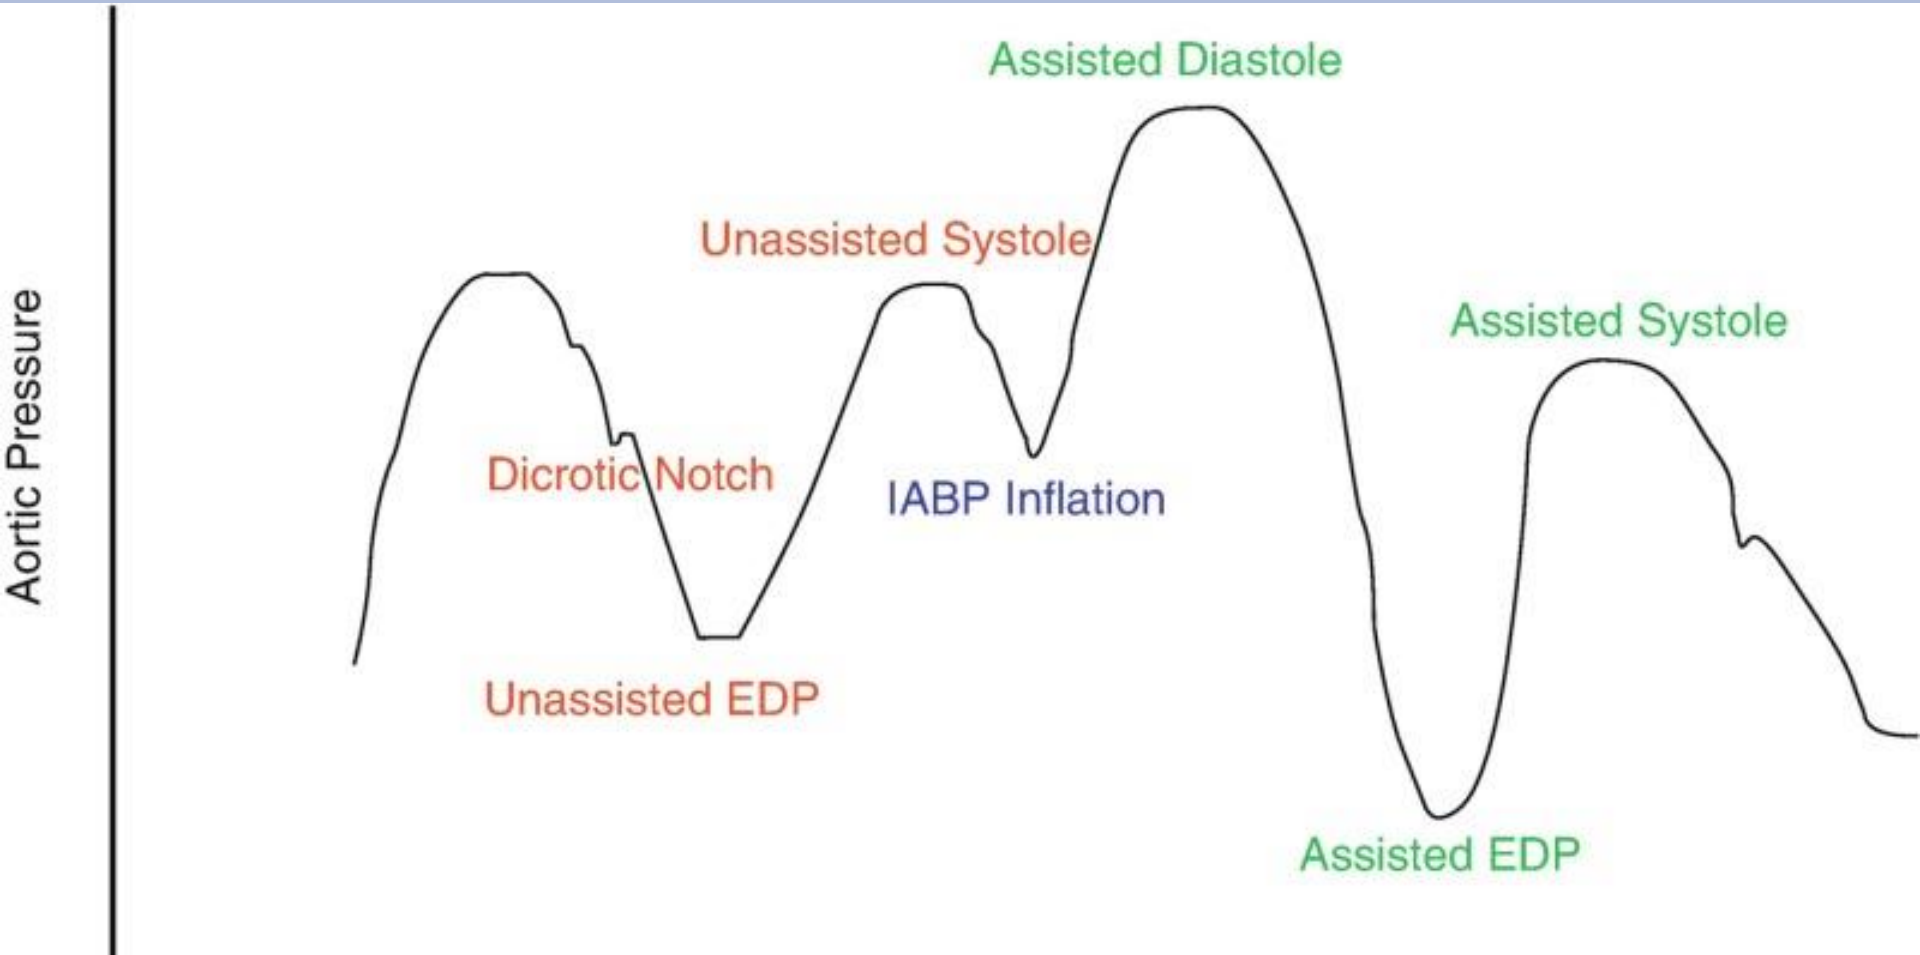 Assisted Diastole
Unassisted Systole
Assisted Systole
Aortic Pressure
Dicrotic Notch
IABP Inflation
Unassisted EDP
Assisted EDP